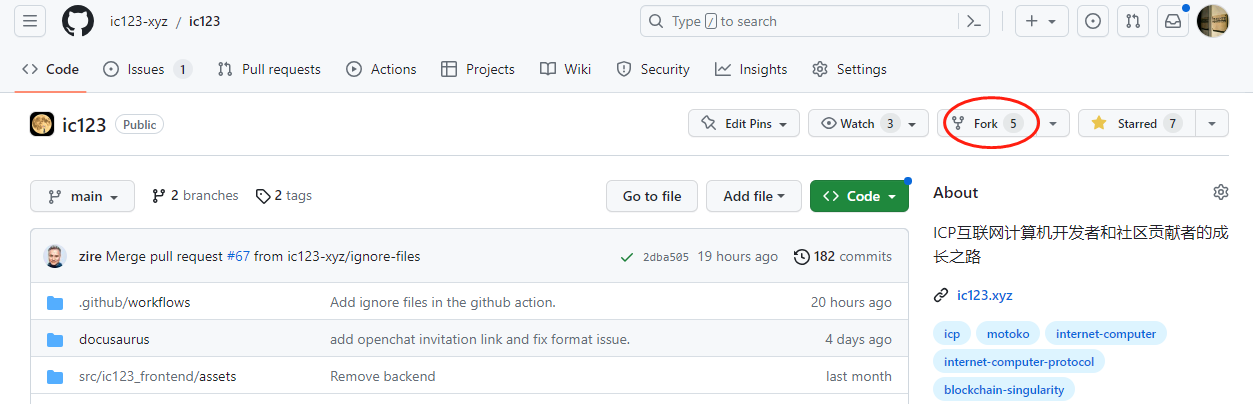 ic123-xyz / ic123
Type / to search
Code Issues 1 Pull requests Actions Projects Wiki Security Insights Settings
ic123 Public
Edit Pins Watch 3 Fork 5 Starred 7
main 2 branches 2 tags
Go to file Add file Code
zire Merge pull request #67 from ic123-xyz/ignore-files 2dba505 19 hours ago 182 commits
.github/workflows Add ignore files in the github action. 20 hours ago
docusaurus add openchat invitation link and fix format issue. 4 days ago
src/ic123_frontend/assets Remove backend last month
About
ICP互联网计算机开发者和社区贡献者的成
长之路
ic123.xyz
icp motoko internet-computer
internet-computer-protocol
blockchain-singularity